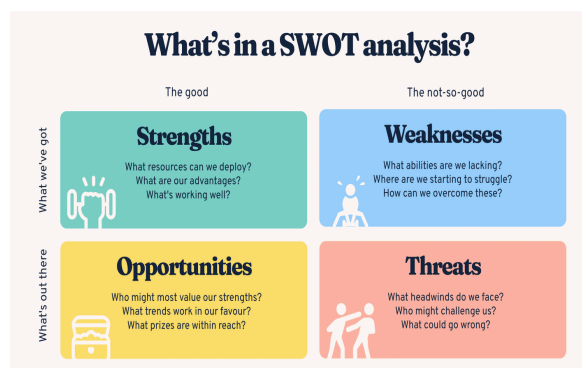 What's in a SWOT analysis?
The good
The not-so-good
What we've got
Strengths
What resources can we deploy?
What are our advantages?
What's working well?
Weaknesses
What abilities are we lacking?
Where are we starting to struggle?
How can we overcome these?
What's out there
Opportunities
Who might most value our strengths?
What trends work in our favour?
What prizes are within reach?
Threats
What headwinds do we face?
Who might challenge us?
What could go wrong?